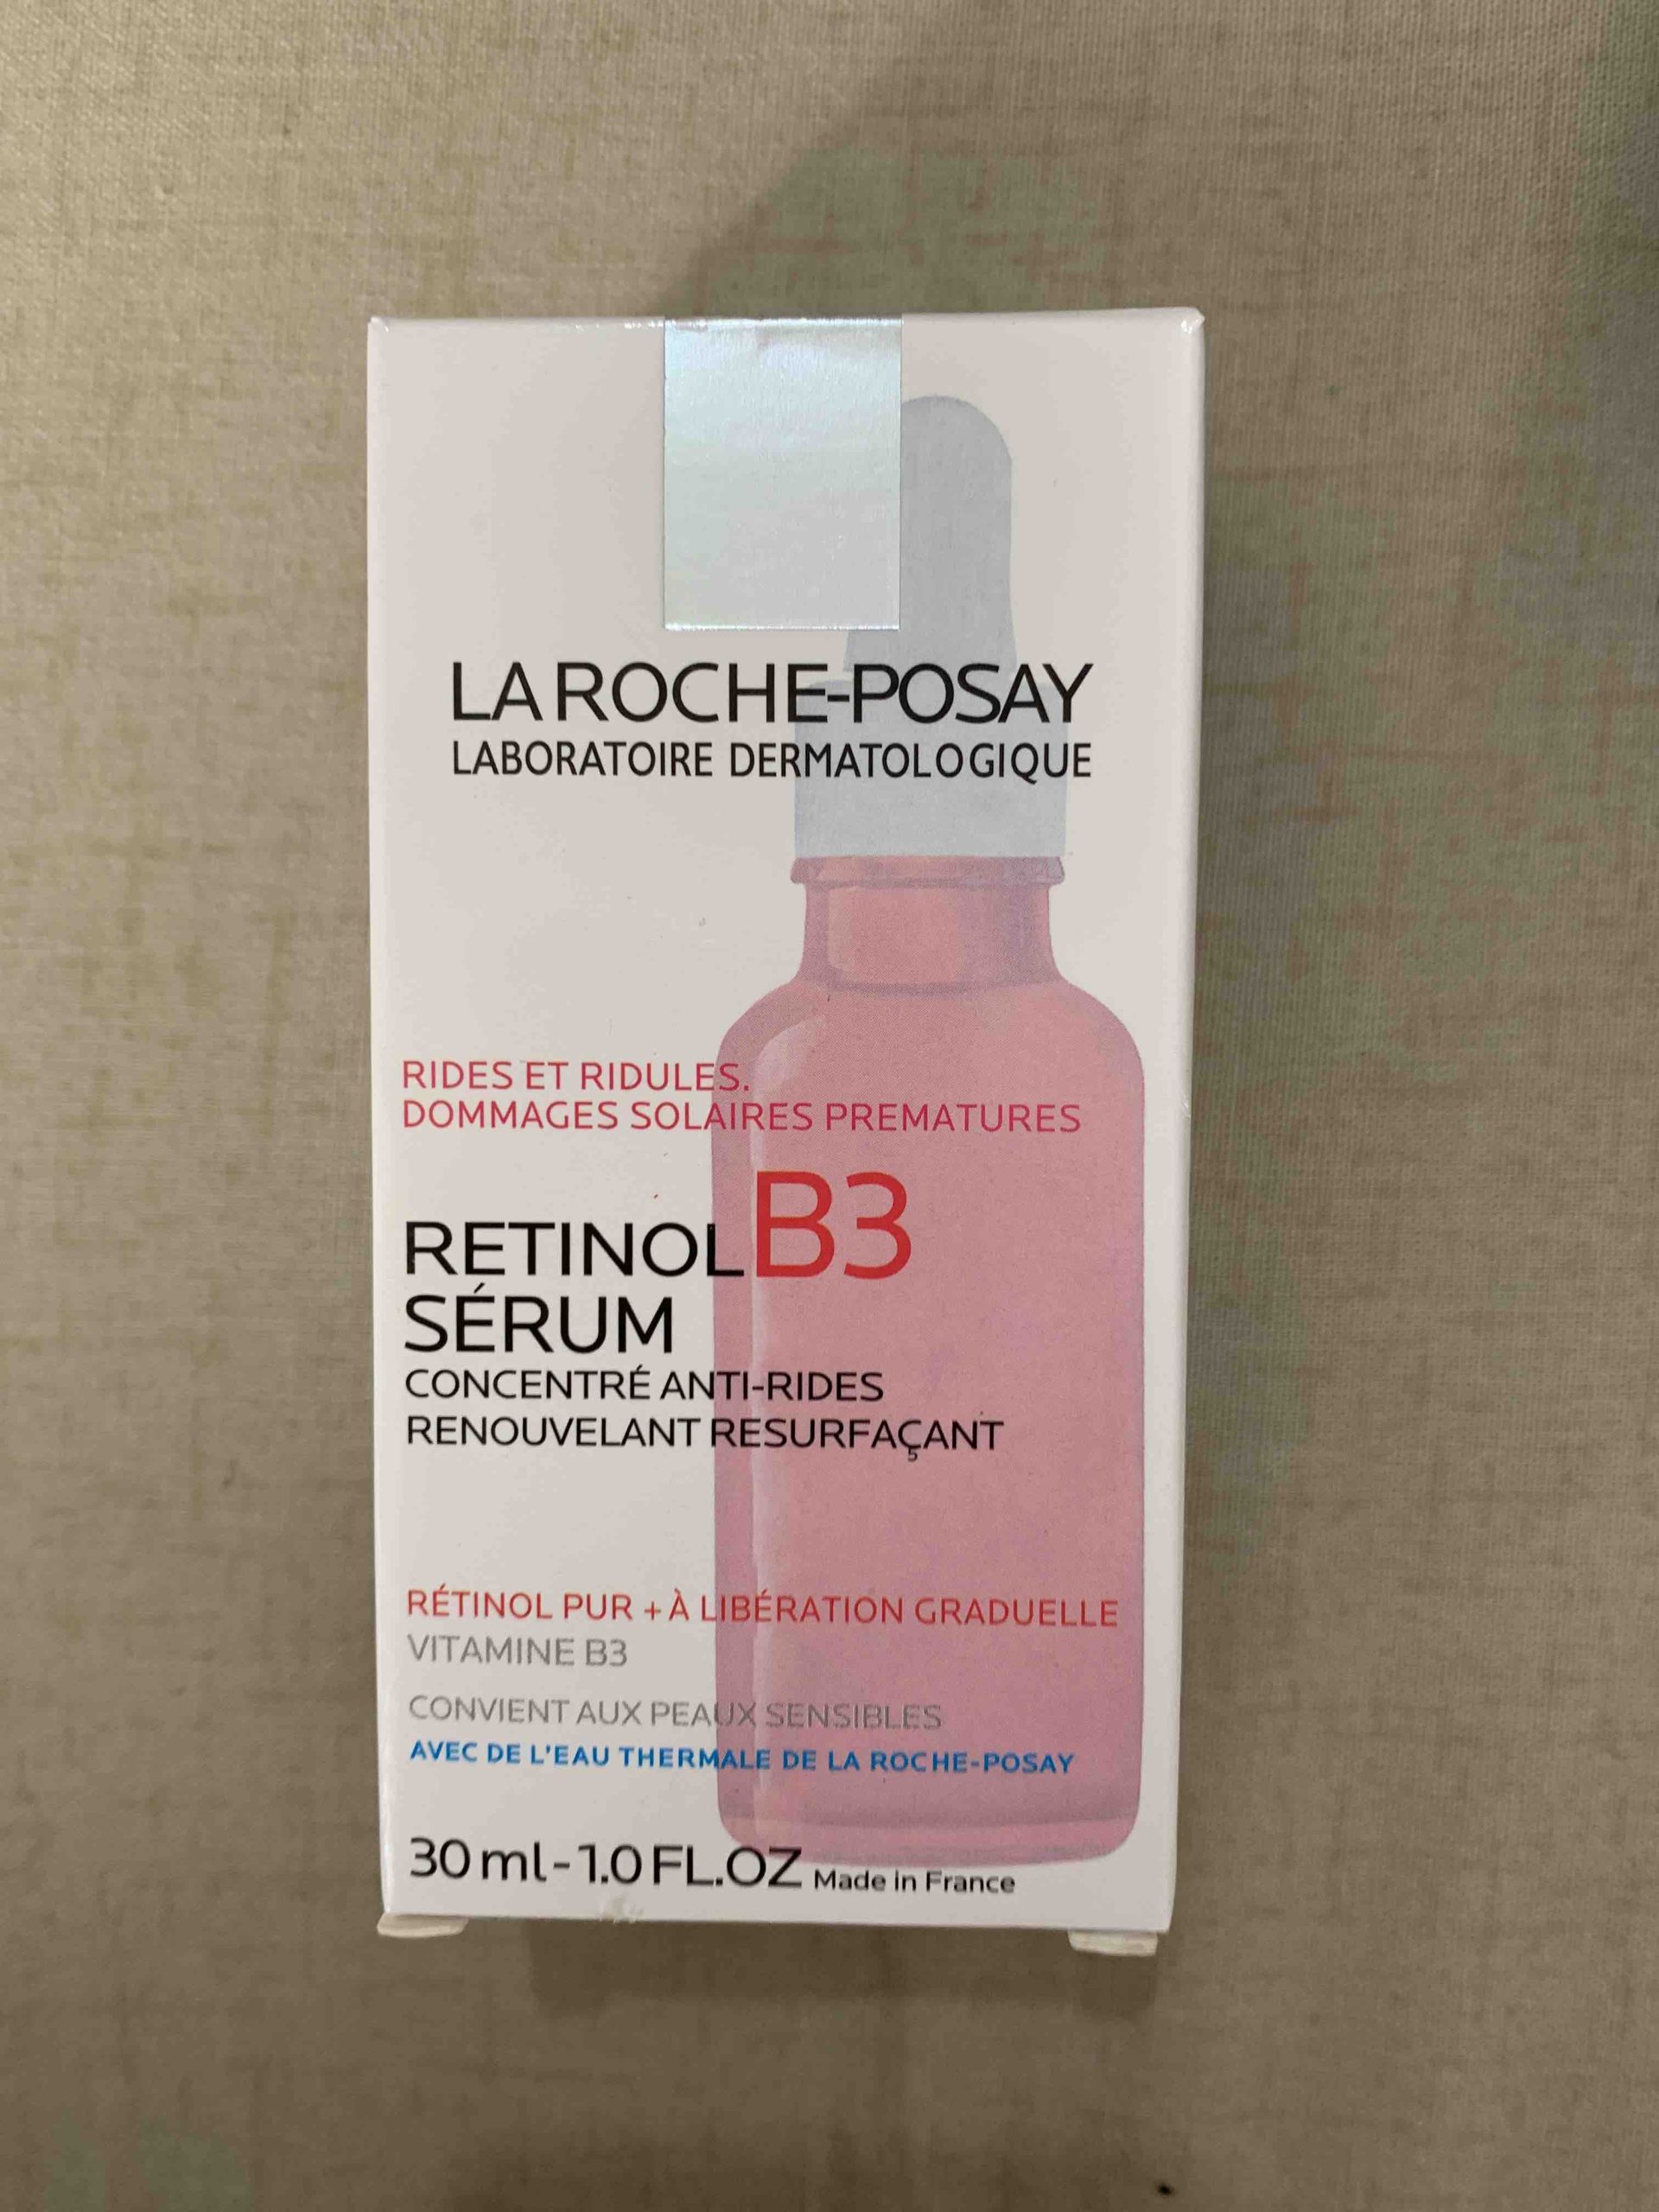 LA ROCHE-POSAY
LABORATOIRE DERMATOLOGIQUE
RIDES ET RIDULES.
DOMMAGES SOLAIRES PREMATURES
RETINOL B3
SÉRUM
CONCENTRÉ ANTI-RIDES
RENOUVELANT RESURFAÇANT
RÉTINOL PUR + À LIBÉRATION GRADUELLE
VITAMINE B3
CONVIENT AUX PEAUX SENSIBLES
AVEC DE L'EAU THERMALE DE LA ROCHE-POSAY
30 ml - 1.0 FL.OZ Made in France